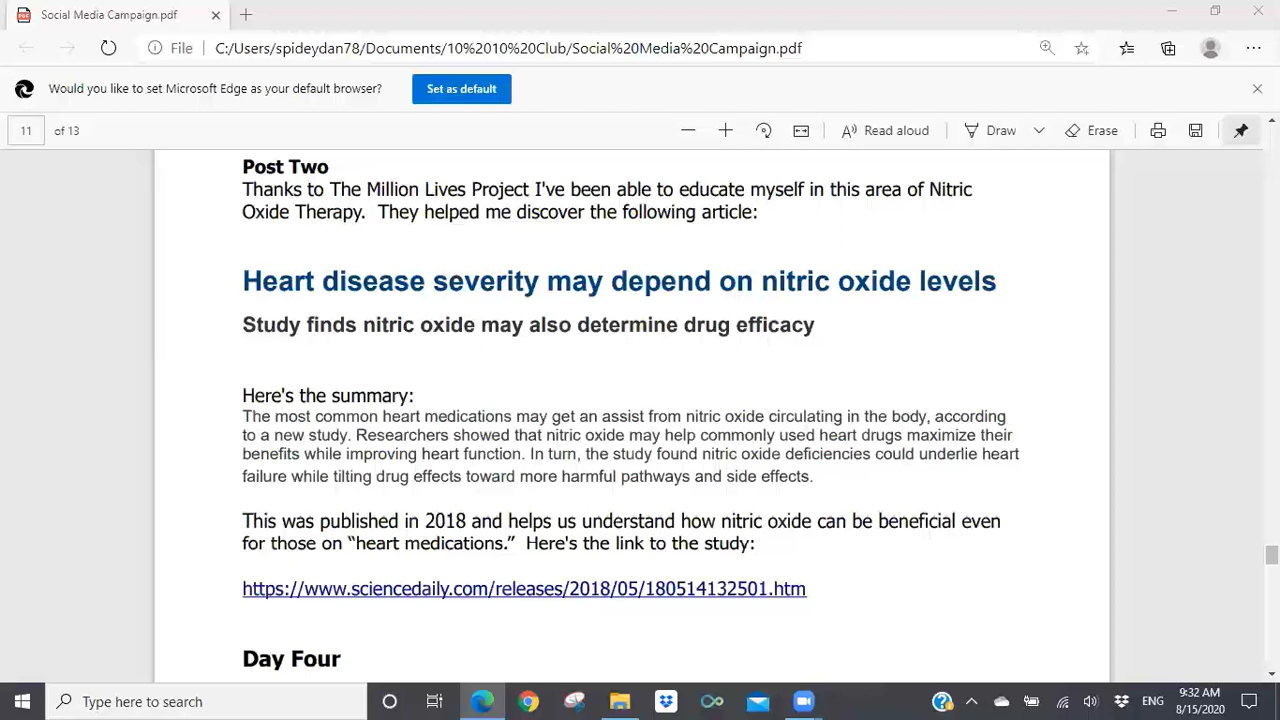 Social Media Campaign.pdf
File C:/Users/spideydan78/Documents/10%2010%20Club/Social%20Media%20Campaign.pdf
Would you like to set Microsoft Edge as your default browser? Set as default
11 of 13 Read aloud Draw Erase
Post Two
Thanks to The Million Lives Project I've been able to educate myself in this area of Nitric
Oxide Therapy. They helped me discover the following article:
Heart disease severity may depend on nitric oxide levels
Study finds nitric oxide may also determine drug efficacy
Here's the summary:
The most common heart medications may get an assist from nitric oxide circulating in the body, according
to a new study. Researchers showed that nitric oxide may help commonly used heart drugs maximize their
benefits while improving heart function. In turn, the study found nitric oxide deficiencies could underlie heart
failure while tilting drug effects toward more harmful pathways and side effects.
This was published in 2018 and helps us understand how nitric oxide can be beneficial even
for those on “heart medications.” Here's the link to the study:
https://www.sciencedaily.com/releases/2018/05/180514132501.htm
Day Four
Type here to search
ENG
9:32 AM
8/15/2020